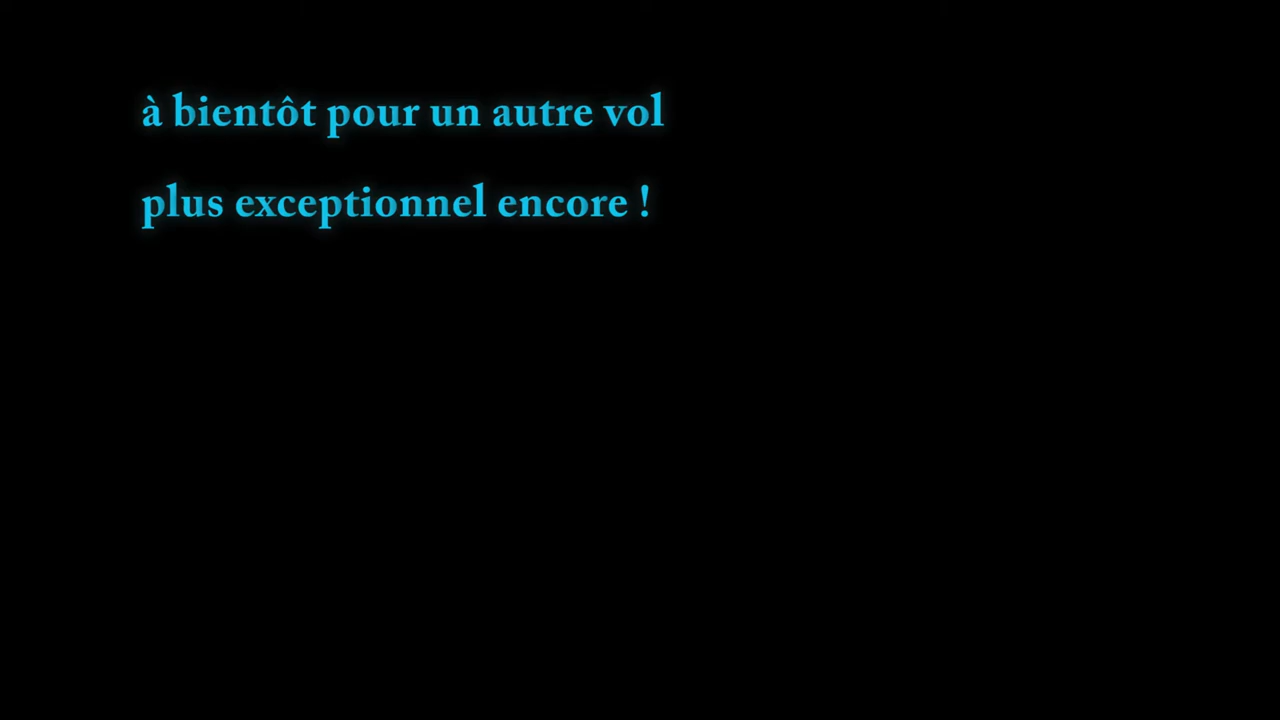 à bientôt pour un autre vol
plus exceptionnel encore !